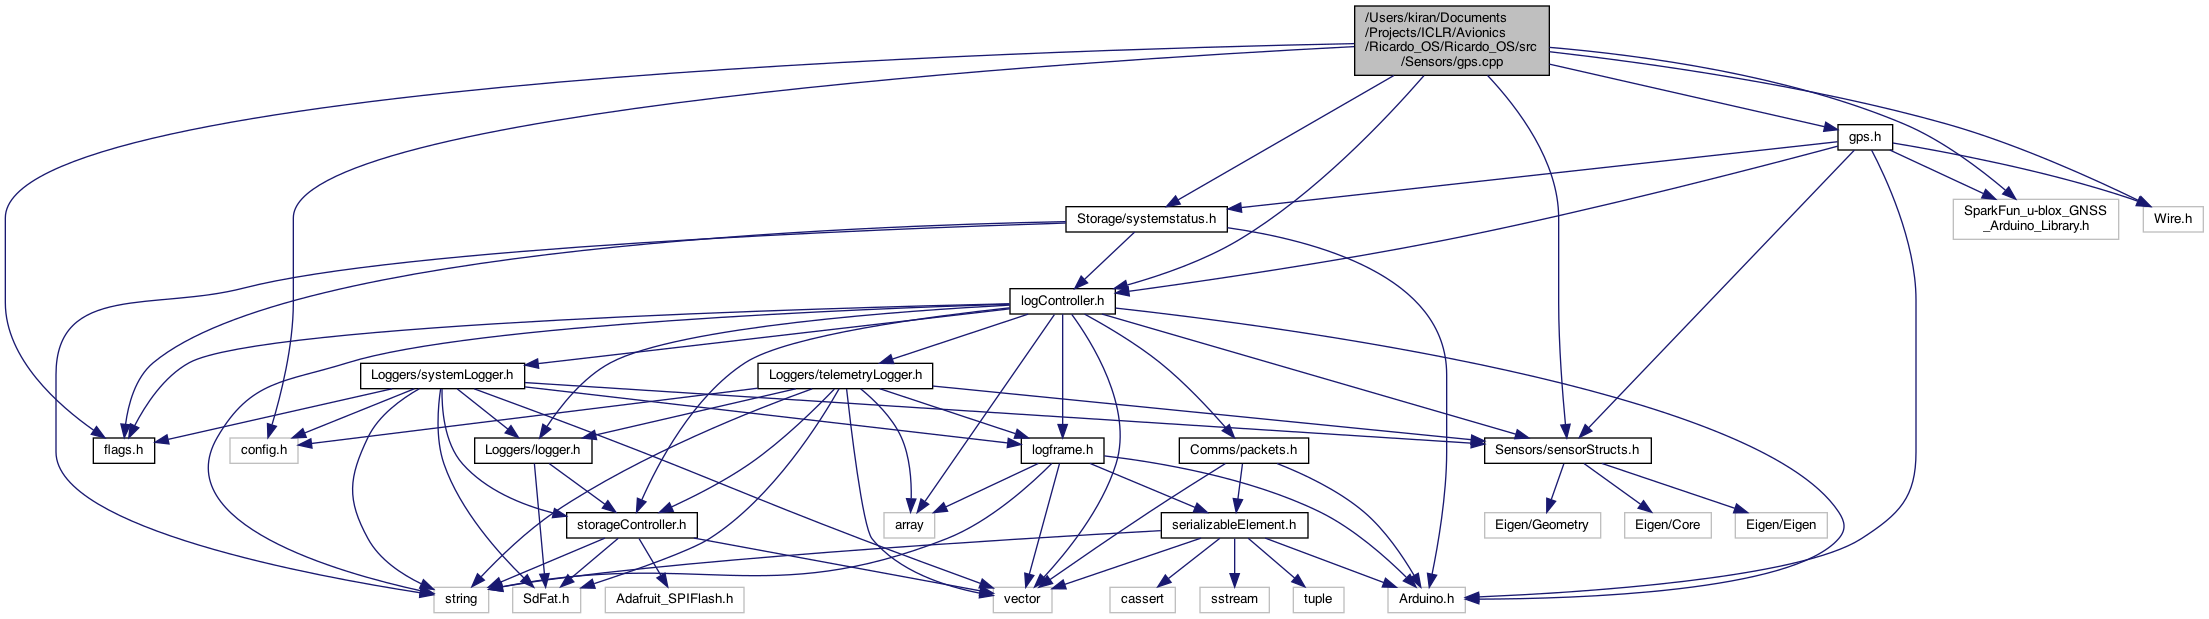 /Users/kiran/Documents
/Projects/ICLR/Avionics
/Ricardo_OS/Ricardo_OS/src
/Sensors/gps.cpp
gps.h
Storage/systemstatus.h
SparkFun_u-blox_GNSS
_Arduino_Library.h
Wire.h
logController.h
Loggers/systemLogger.h
Loggers/telemetryLogger.h
flags.h
config.h
Loggers/logger.h
logframe.h
Comms/packets.h
Sensors/sensorStructs.h
storageController.h
array
serializableElement.h
Eigen/Geometry
Eigen/Core
Eigen/Eigen
string
SdFat.h
Adafruit_SPIFlash.h
vector
cassert
sstream
tuple
Arduino.h